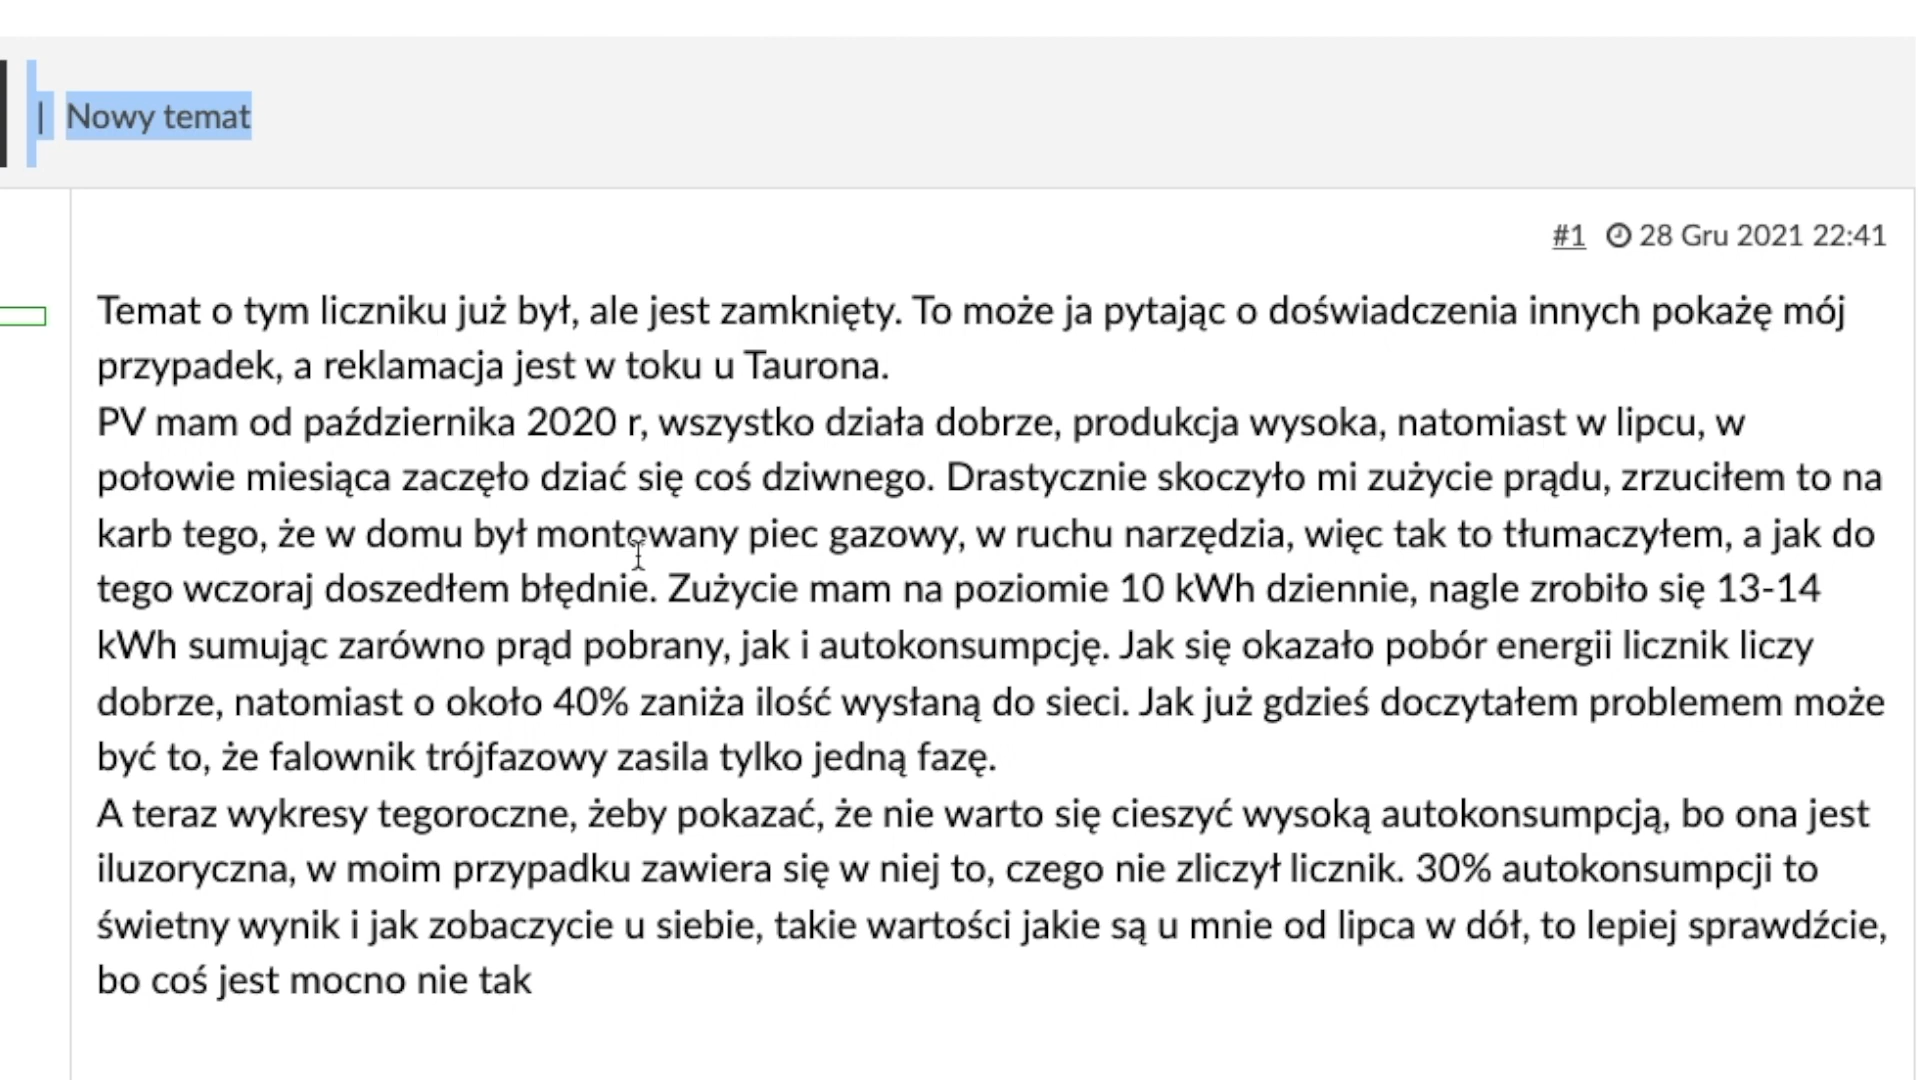 | Nowy temat
#1 28 Gru 2021 22:41
Temat o tym liczniku już był, ale jest zamknięty. To może ja pytając o doświadczenia innych pokażę mój
przypadek, a reklamacja jest w toku u Taurona.
PV mam od października 2020 r, wszystko działa dobrze, produkcja wysoka, natomiast w lipcu, w
połowie miesiąca zaczęło dziać się coś dziwnego. Drastycznie skoczyło mi zużycie prądu, zrzuciłem to na
karb tego, że w domu był montowany piec gazowy, w ruchu narzędzia, więc tak to tłumaczyłem, a jak do
tego wczoraj doszedłem błędnie. Zużycie mam na poziomie 10 kWh dziennie, nagle zrobiło się 13-14
kWh sumując zarówno prąd pobrany, jak i autokonsumpcję. Jak się okazało pobór energii licznik liczy
dobrze, natomiast o około 40% zaniża ilość wysłaną do sieci. Jak już gdzieś doczytałem problemem może
być to, że falownik trójfazowy zasila tylko jedną fazę.
A teraz wykresy tegoroczne, żeby pokazać, że nie warto się cieszyć wysoką autokonsumpcją, bo ona jest
iluzoryczna, w moim przypadku zawiera się w niej to, czego nie zliczył licznik. 30% autokonsumpcji to
świetny wynik i jak zobaczycie u siebie, takie wartości jakie są u mnie od lipca w dół, to lepiej sprawdźcie,
bo coś jest mocno nie tak